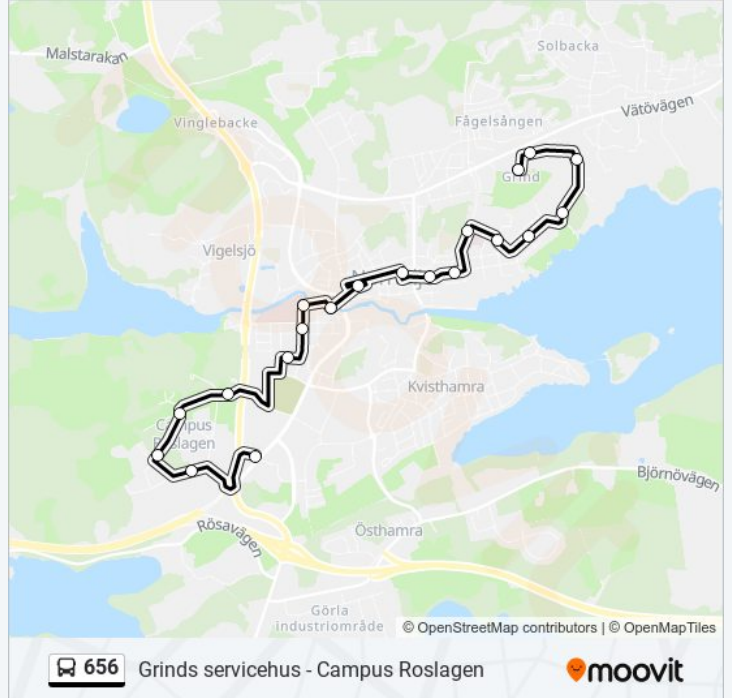 Solbacka
Malstarakan
Vätövägen
Vinglebacke
Fågelsången
Grind
Vigelsjö
Kvisthamra
Campus
Roslagen
Björnövägen
Rösavägen
Östhamra
Görla
industriområde
© OpenStreetMap contributors | © OpenMapTiles
656 Grinds servicehus - Campus Roslagen
moovit